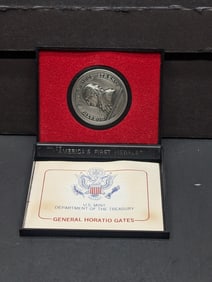 "AMERICA'S FIRST MEDALS"
U.S. MINT
DEPARTMENT OF THE TREASURY
GENERAL HORATIO GATES